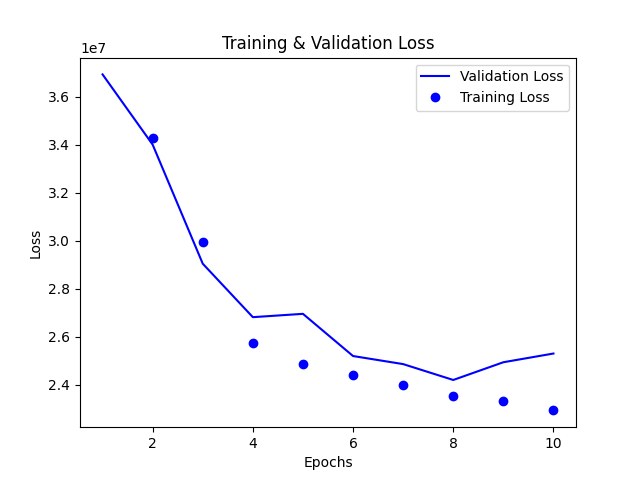 Training & Validation Loss
1e7
Validation Loss
Training Loss
3.6
3.4
3.2
3.0
2.8
2.6
2.4
Loss
2 4 6 8 10
Epochs